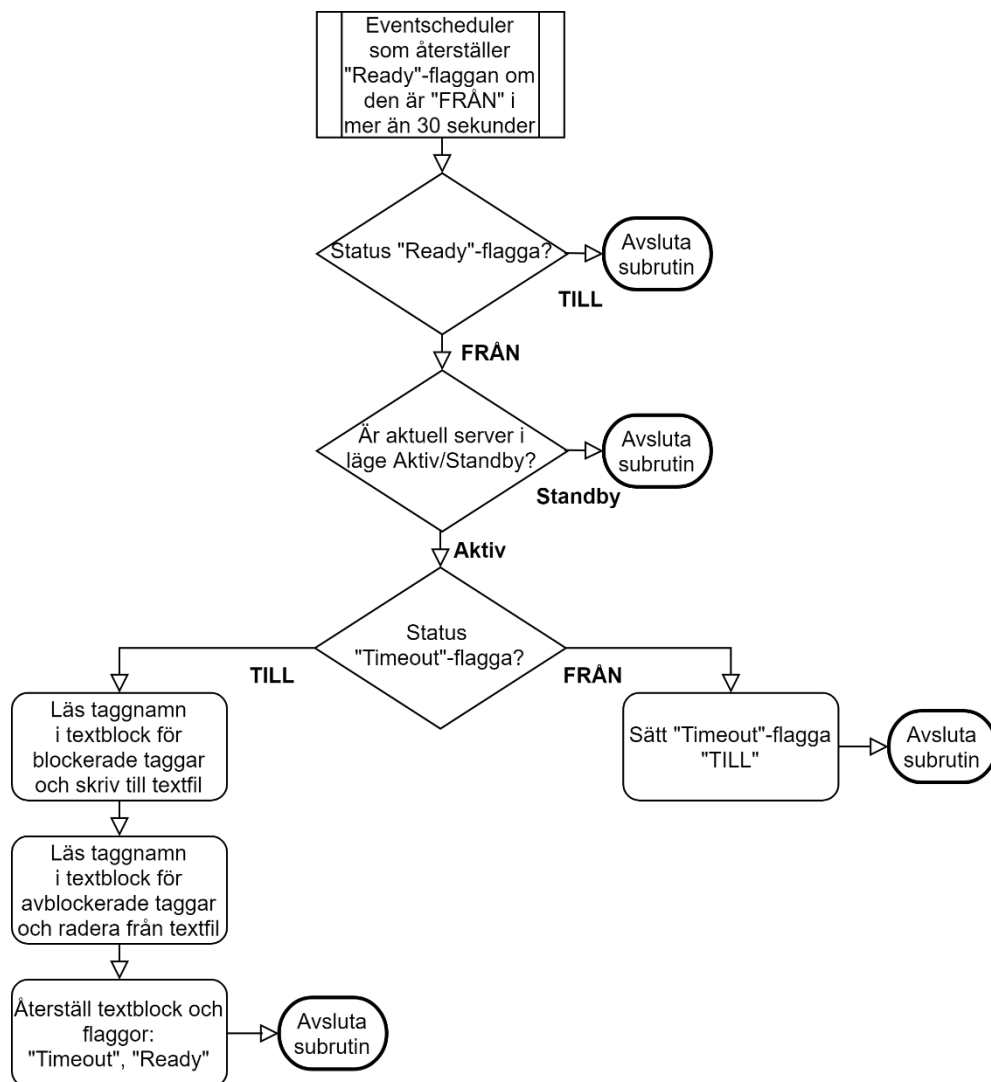 Eventscheduler
som återställer
"Ready"-flaggan om
den är "FRÅN" i
mer än 30 sekunder
Status "Ready"-flagga?
Avsluta
subrutin
TILL
FRÅN
Är aktuell server i
läge Aktiv/Standby?
Avsluta
subrutin
Standby
Aktiv
Status
"Timeout"-flagga?
TILL
FRÅN
Läs taggnamn
i textblock för
blockerade taggar
och skriv till textfil
Sätt "Timeout"-flagga
"TILL"
Avsluta
subrutin
Läs taggnamn
i textblock för
avblockerade taggar
och radera från textfil
Återställ textblock och
flaggor:
"Timeout", "Ready"
Avsluta
subrutin